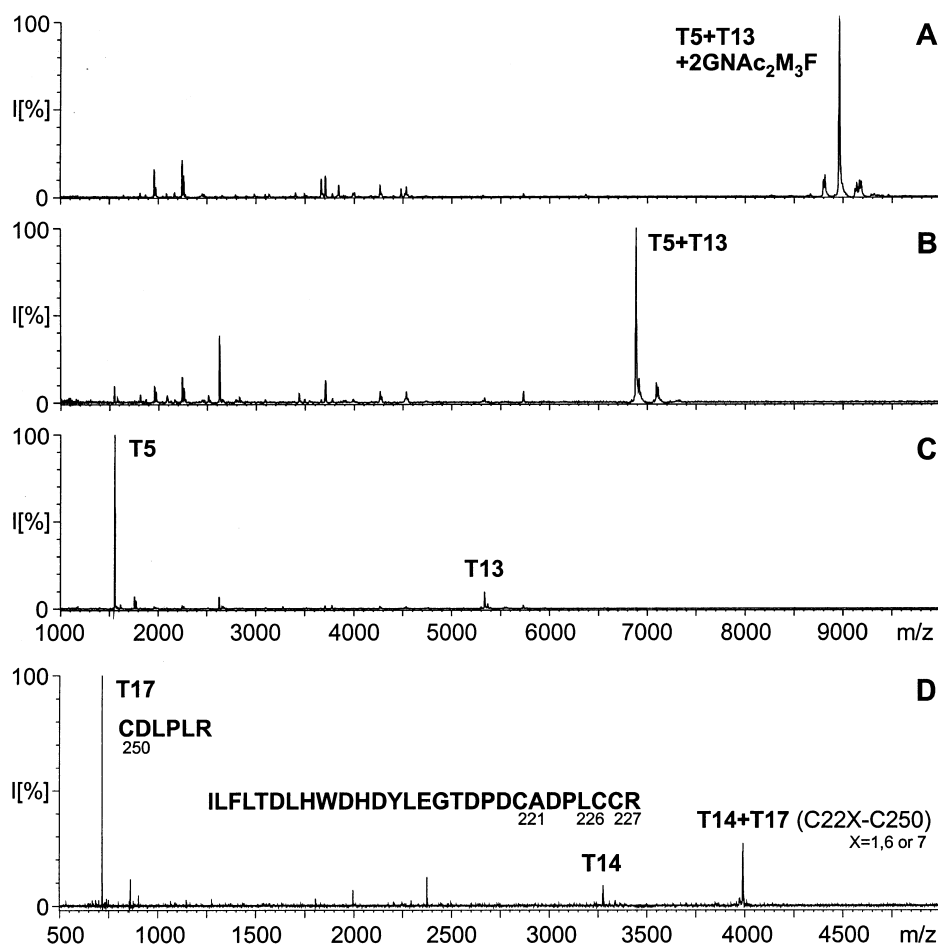 100
I[%]
0
T5+T13
+2GNAc2M3F
A
100
I[%]
0
T5+T13
B
100
I[%]
0
T5
T13
C
1000 2000 3000 4000 5000 6000 7000 8000 9000 m/z
100
I[%]
0
T17
CDLPLR
250
ILFLTDLHWDHDYLEGTDPDCADPLCCR
221 226 227
T14
T14+T17 (C22X-C250)
X=1,6 or 7
D
500 1000 1500 2000 2500 3000 3500 4000 4500 m/z